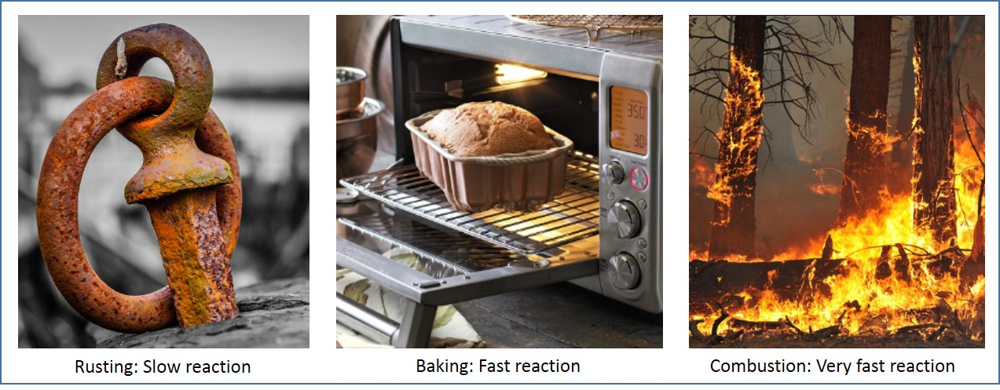 350°
30
Rusting: Slow reaction
Baking: Fast reaction
Combustion: Very fast reaction